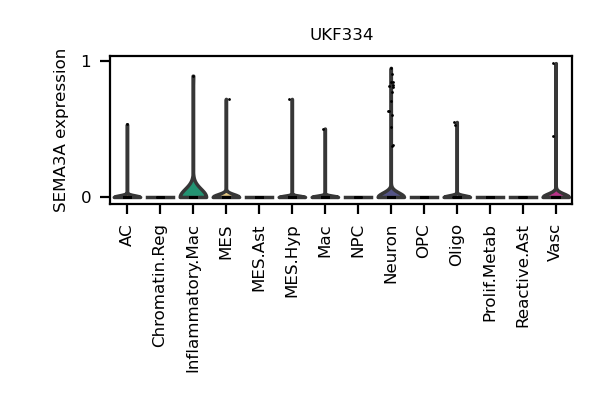 UKF334
SEMA3A expression
1
0
AC
Chromatin.Reg
Inflammatory.Mac
MES
MES.Ast
MES.Hyp
Mac
NPC
Neuron
OPC
Oligo
Prolif.Metab
Reactive.Ast
Vasc